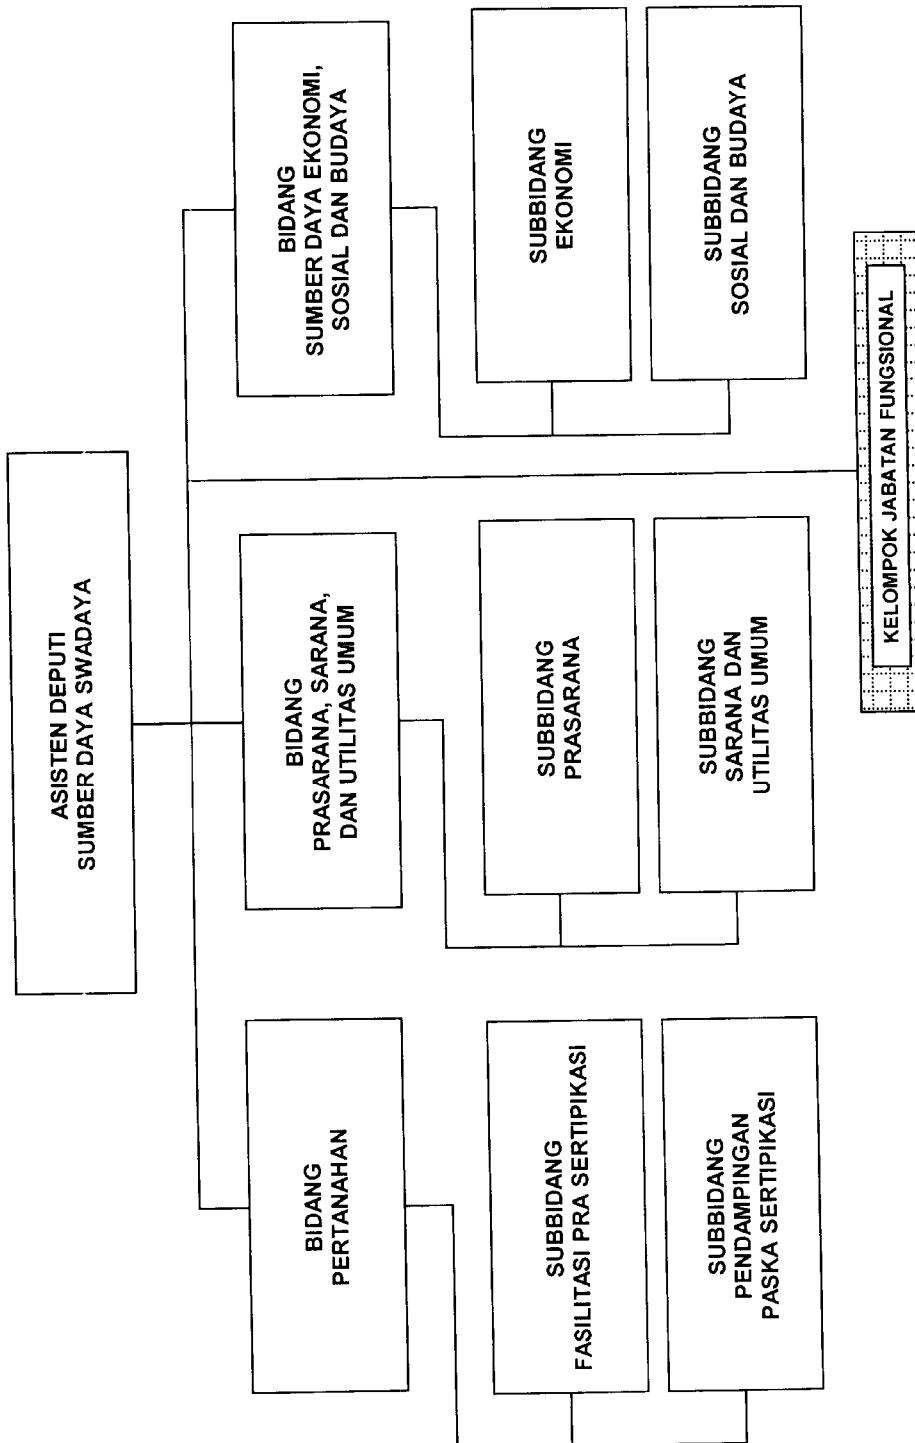 ASISTEN DEPUTI
SUMBER DAYA SWADAYA
BIDANG
PERTANAHAN
BIDANG
PRASARANA, SARANA,
DAN UTILITAS UMUM
BIDANG
SUMBER DAYA EKONOMI,
SOSIAL DAN BUDAYA
SUBBIDANG
FASILITASI PRA SERTIPIKASI
SUBBIDANG
PRASARANA
SUBBIDANG
EKONOMI
SUBBIDANG
PENDAMPINGAN
PASKA SERTIPIKASI
SUBBIDANG
SARANA DAN
UTILITAS UMUM
SUBBIDANG
SOSIAL DAN BUDAYA
KELOMPOK JABATAN FUNGSIONAL